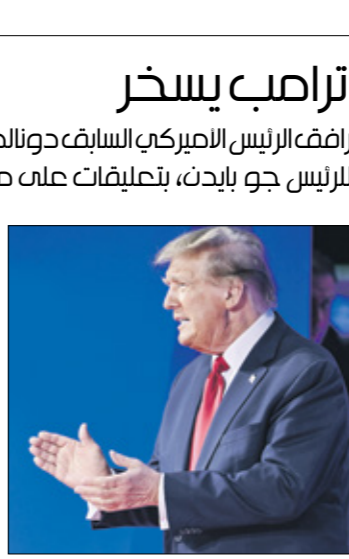 ترامب يسخر
رافق الرئيس الأميركي السابق دونالد
للرئيس جو بايدن، بتعليقات على